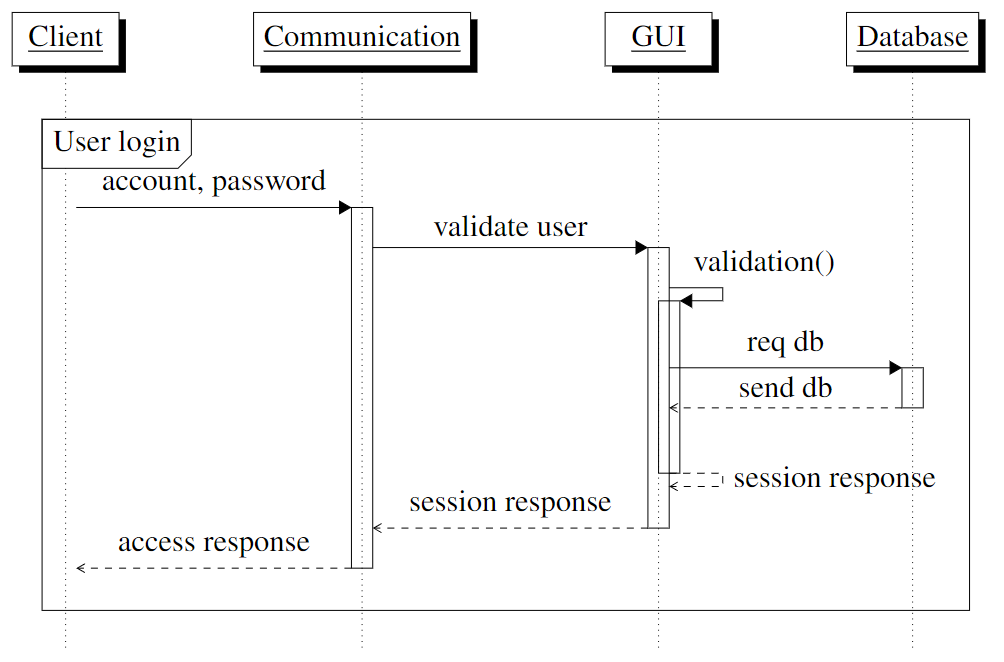 Client
Communication
GUI
Database
User login
account, password
validate user
validation()
req db
send db
session response
session response
access response